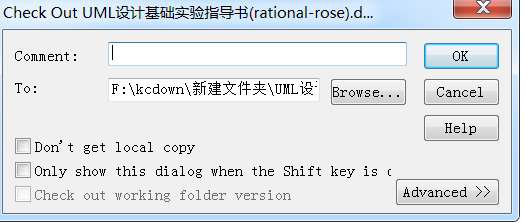 Check Out UML设计基础实验指导书(rational-rose).d...
Comment:
OK
To:
F:\kcdown\新建文件夹\UML设
Browse...
Cancel
Help
Don't get local copy
Only show this dialog when the Shift key is
Check out working folder version
Advanced >>